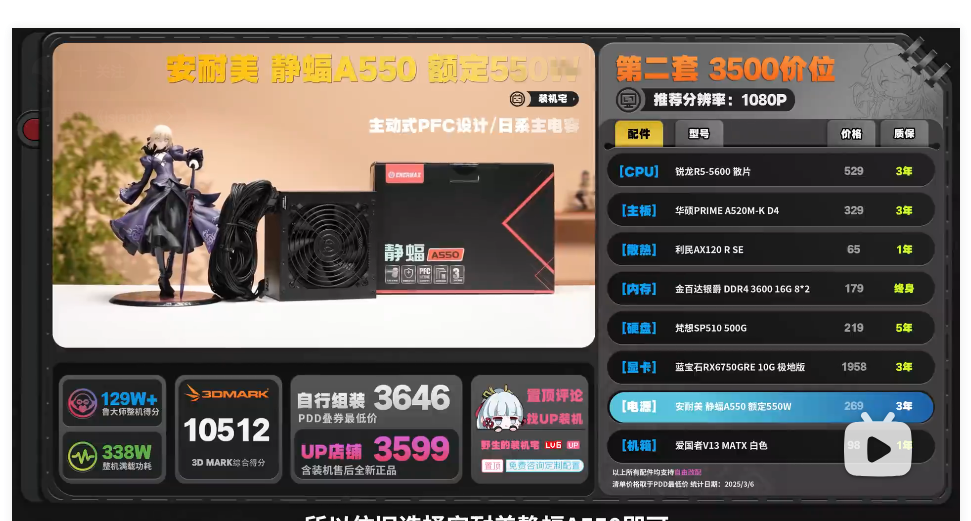 安耐美 静蝠A550 额定550W
装机宅
主动式PFC设计/日系主电容
ENERMAX
静蝠 A550
129W+
鲁大师整机得分
338W
整机满载功耗
3DMARK
10512
3D MARK综合得分
自行组装 3646
PDD叠券最低价
UP店铺 3599
含装机售后全新正品
置顶评论
找UP装机
野生的装机宅 LV6 UP
置顶 免费咨询定制配置
第二套 3500价位
推荐分辨率：1080P
配件 型号 价格 质保
[CPU] 锐龙R5-5600 散片 529 3年
[主板] 华硕PRIME A520M-K D4 329 3年
[散热] 利民AX120 R SE 65 1年
[内存] 金百达银爵 DDR4 3600 16G 8*2 179 终身
[硬盘] 梵想SP510 500G 219 5年
[显卡] 蓝宝石RX6750GRE 10G 极地版 1958 3年
[电源] 安耐美 静蝠A550 额定550W 269 3年
[机箱] 爱国者V13 MATX 白色 98 1年
以上所有配件均支持自由改配
清单价格取于PDD最低价 统计日期：2025/3/6
所以依旧选择安耐美静蝠A550即可